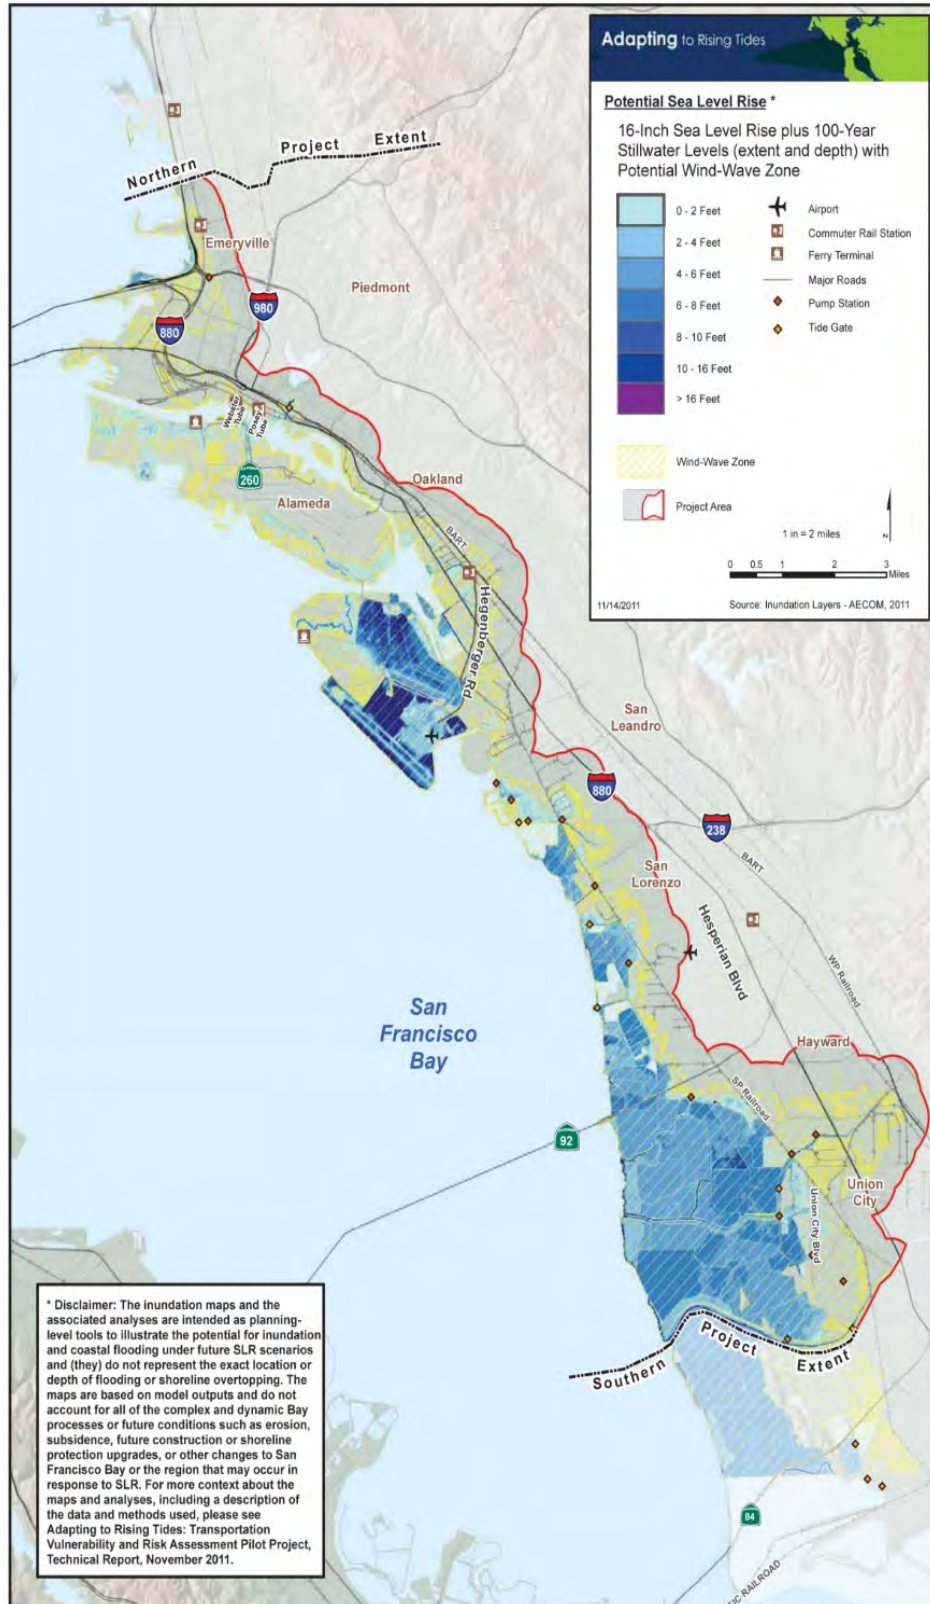 Adapting to Rising Tides
Potential Sea Level Rise *
16-Inch Sea Level Rise plus 100-Year
Stillwater Levels (extent and depth) with
Potential Wind-Wave Zone
0 - 2 Feet
2 - 4 Feet
4 - 6 Feet
6 - 8 Feet
8 - 10 Feet
10 - 16 Feet
> 16 Feet
Airport
Commuter Rail Station
Ferry Terminal
Major Roads
Pump Station
Tide Gate
Wind-Wave Zone
Project Area
1 in = 2 miles
N
0 0.5 1 2 3
Miles
11/14/2011
Source: Inundation Layers - AECOM, 2011
Northern Project Extent
Emeryville
Piedmont
980
880
Webster Tube
Posey Tube
260
Alameda
Oakland
BART
Hegenberger Rd
San
Leandro
880
238
BART
San
Lorenzo
Hesperian Blvd
WP Railroad
San
Francisco
Bay
Hayward
SP Railroad
92
Union
City
Union City Blvd
Southern Project Extent
84
IC RAILROAD
* Disclaimer: The inundation maps and the
associated analyses are intended as planning-
level tools to illustrate the potential for inundation
and coastal flooding under future SLR scenarios
and (they) do not represent the exact location or
depth of flooding or shoreline overtopping. The
maps are based on model outputs and do not
account for all of the complex and dynamic Bay
processes or future conditions such as erosion,
subsidence, future construction or shoreline
protection upgrades, or other changes to San
Francisco Bay or the region that may occur in
response to SLR. For more context about the
maps and analyses, including a description of
the data and methods used, please see
Adapting to Rising Tides: Transportation
Vulnerability and Risk Assessment Pilot Project,
Technical Report, November 2011.